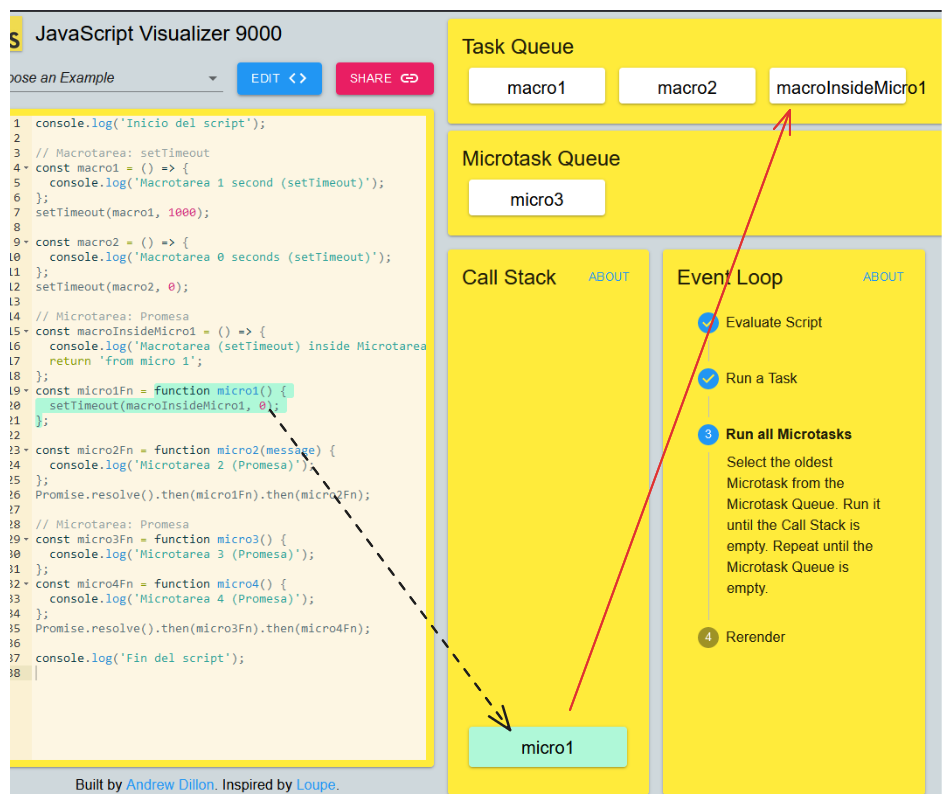 S JavaScript Visualizer 9000
oose an Example
EDIT <>
SHARE
1 console.log('Inicio del script');
2
3 // Macrotarea: setTimeout
4 const macro1 = () => {
5 console.log('Macrotarea 1 second (setTimeout)');
6 };
7 setTimeout(macro1, 1000);
8
9 const macro2 = () => {
10 console.log('Macrotarea 0 seconds (setTimeout)');
11 };
12 setTimeout(macro2, 0);
13
14 // Microtarea: Promesa
15 const macroInsideMicro1 = () => {
16 console.log('Macrotarea (setTimeout) inside Microtarea
17 return 'from micro 1';
18 };
19 const micro1Fn = function micro1() {
20 setTimeout(macroInsideMicro1, 0);
21 };
22
23 const micro2Fn = function micro2(message) {
24 console.log('Microtarea 2 (Promesa)');
25 };
26 Promise.resolve().then(micro1Fn).then(micro2Fn);
27
28 // Microtarea: Promesa
29 const micro3Fn = function micro3() {
30 console.log('Microtarea 3 (Promesa)');
31 };
32 const micro4Fn = function micro4() {
33 console.log('Microtarea 4 (Promesa)');
34 };
35 Promise.resolve().then(micro3Fn).then(micro4Fn);
36
37 console.log('Fin del script');
38
Built by Andrew Dillon. Inspired by Loupe.
Task Queue
macro1
macro2
macroInsideMicro1
Microtask Queue
micro3
Call Stack
ABOUT
micro1
Event Loop
ABOUT
Evaluate Script
Run a Task
3 Run all Microtasks
Select the oldest
Microtask from the
Microtask Queue. Run it
until the Call Stack is
empty. Repeat until the
Microtask Queue is
empty.
4 Rerender